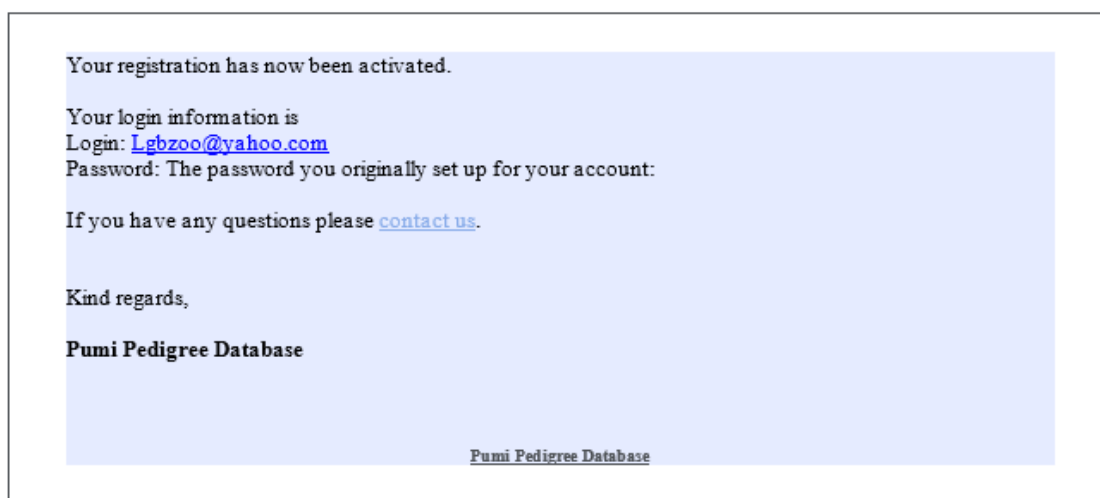 Your registration has now been activated.
Your login information is
Login: Lgbzoo@yahoo.com
Password: The password you originally set up for your account:
If you have any questions please contact us.
Kind regards,
Pumi Pedigree Database
Pumi Pedigree Database